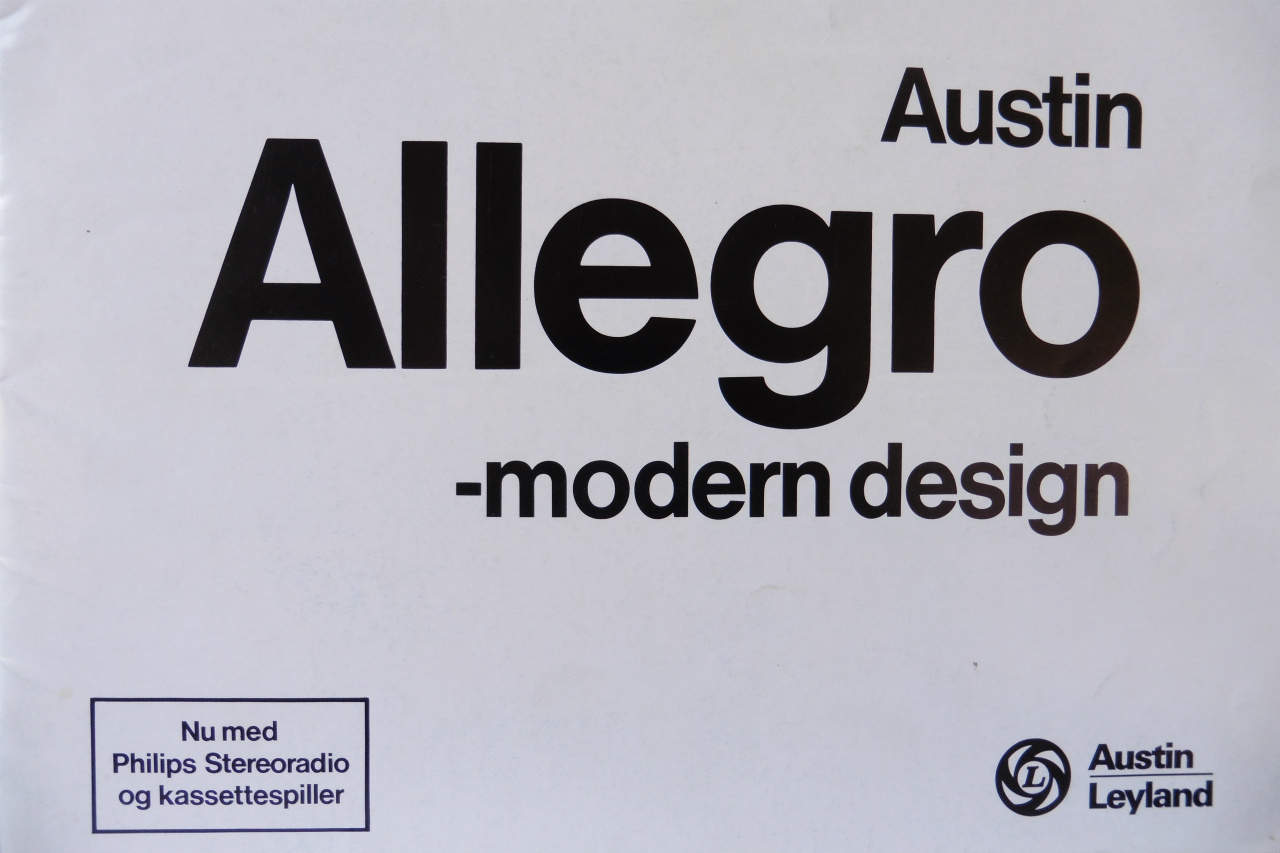 Austin
Allegro
-modern design
Nu med
Philips Stereoradio
og kassettespiller
L
Austin
Leyland